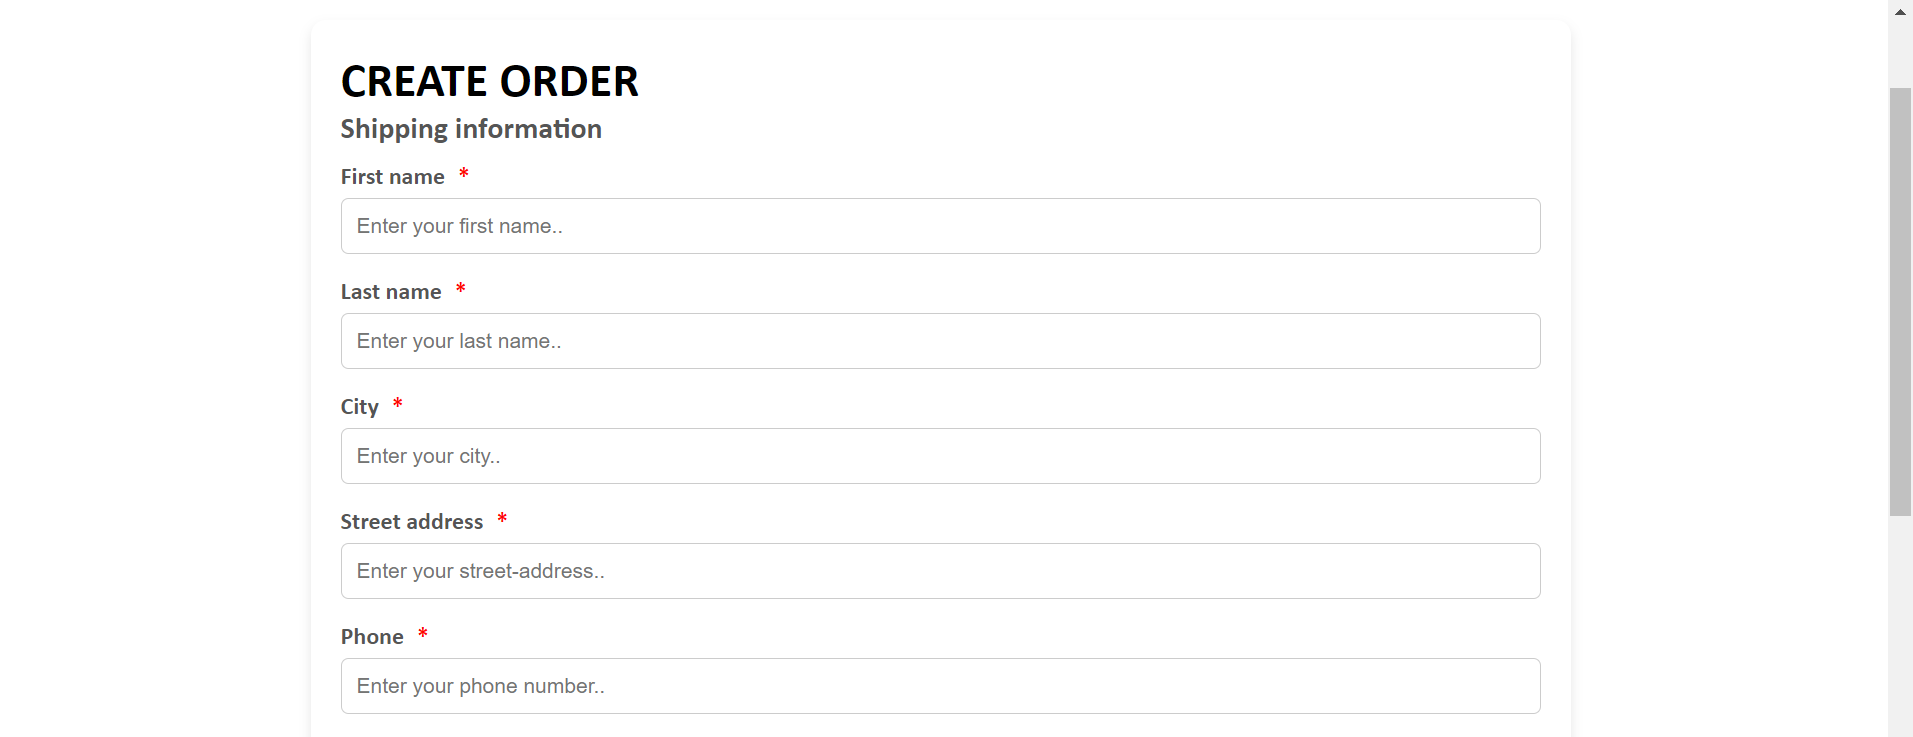 CREATE ORDER
Shipping information
First name *
Enter your first name..
Last name *
Enter your last name..
City *
Enter your city..
Street address *
Enter your street-address..
Phone *
Enter your phone number..